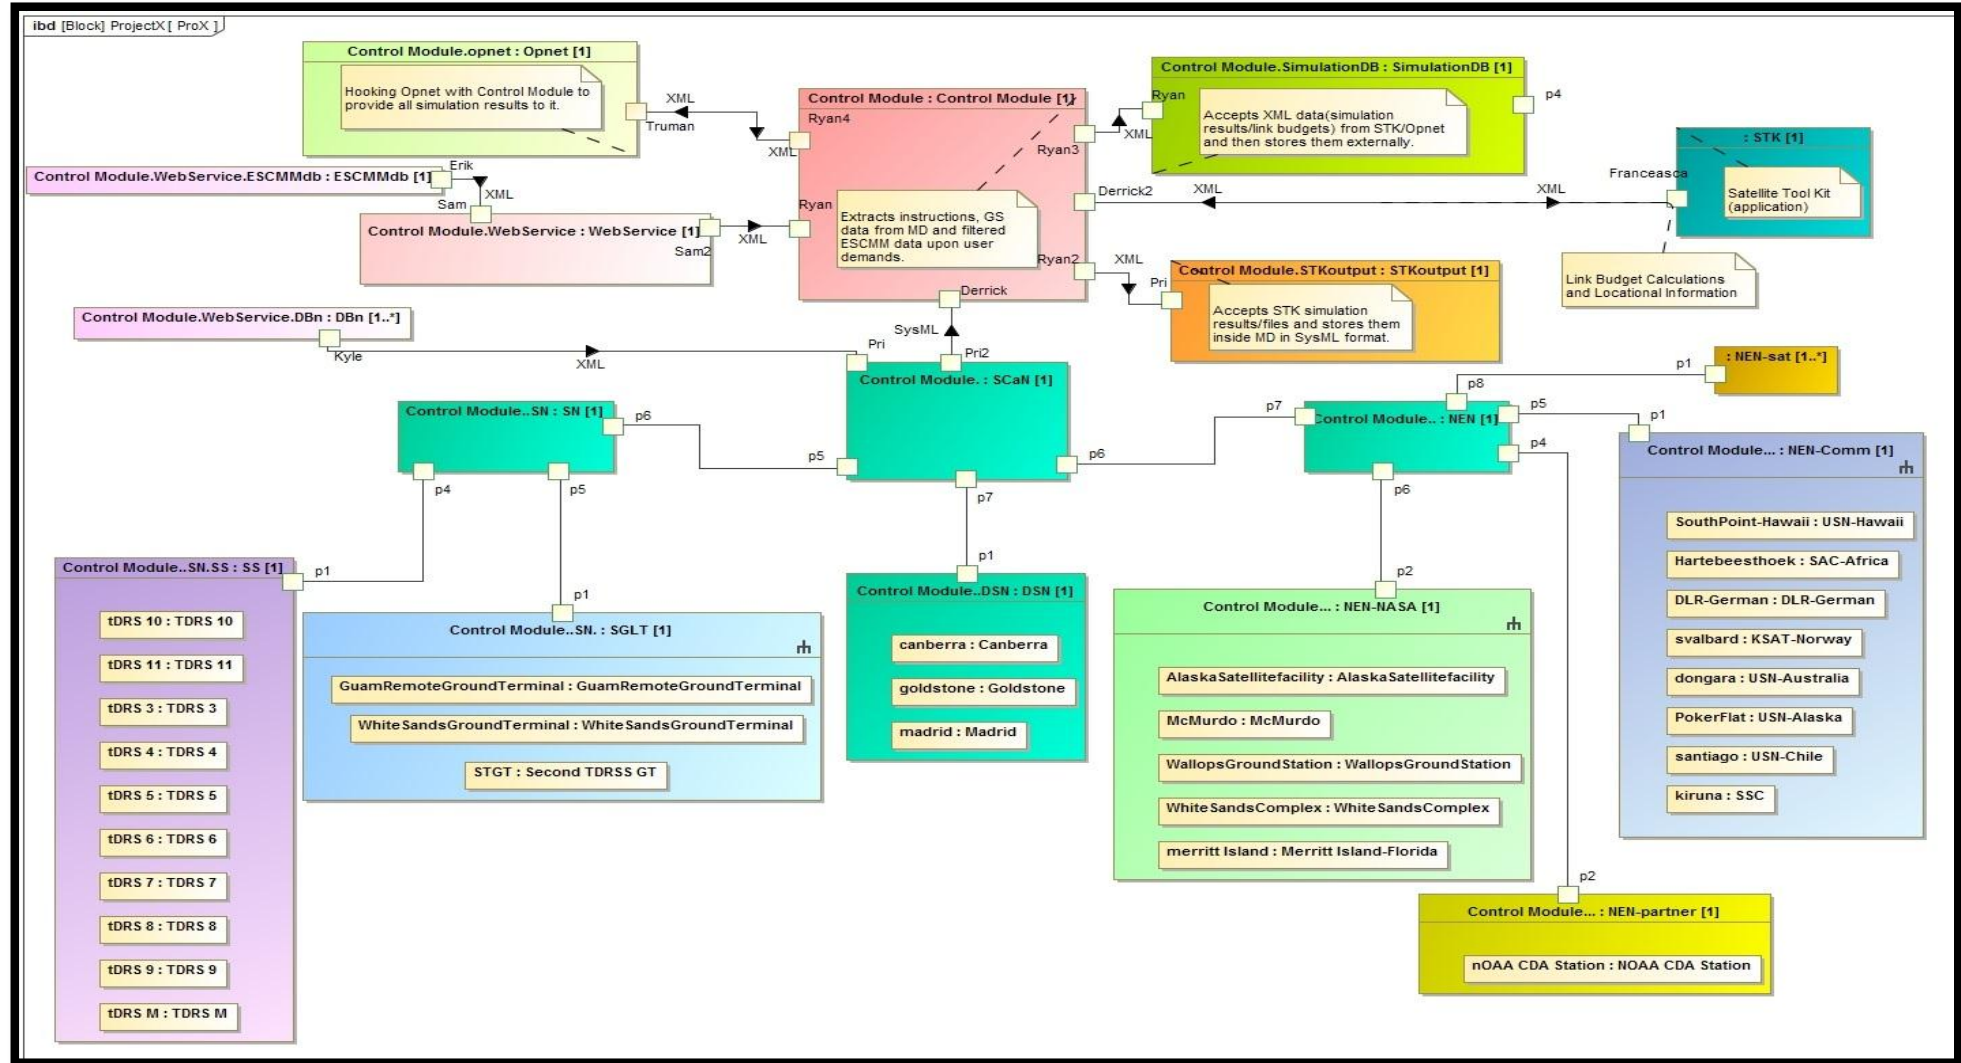 ibd [Block] ProjectX[ ProX ]
Control Module.opnet : Opnet [1]
Hooking Opnet with Control Module to
provide all simulation results to it.
Truman
XML
XML
Control Module : Control Module [1]
Ryan4
Ryan3
Ryan
Ryan2
Derrick2
Derrick
Extracts instructions, GS
data from MD and filtered
ESCMM data upon user
demands.
Control Module.SimulationDB : SimulationDB [1]
Ryan
XML
p4
Accepts XML data(simulation
results/link budgets) from STK/Opnet
and then stores them externally.
: STK [1]
Franceasca
XML
XML
Satellite Tool Kit
(application)
Link Budget Calculations
and Locational Information
Control Module.WebService.ESCMMdb : ESCMMdb [1]
Erik
XML
Sam
Control Module.WebService : WebService [1]
Sam2
XML
XML
Pri
Control Module.STKoutput : STKoutput [1]
Accepts STK simulation
results/files and stores them
inside MD in SysML format.
Control Module.WebService.DBn : DBn [1..*]
Kyle
XML
SysML
Pri
Pri2
Control Module. : SCaN [1]
p5
p6
p7
Control Module..SN : SN [1]
p6
p4
p5
p7
Control Module.. : NEN [1]
p8
p5
p4
p6
p1
: NEN-sat [1..*]
p1
Control Module... : NEN-Comm [1]
SouthPoint-Hawaii : USN-Hawaii
Hartebeesthoek : SAC-Africa
DLR-German : DLR-German
svalbard : KSAT-Norway
dongara : USN-Australia
PokerFlat : USN-Alaska
santiago : USN-Chile
kiruna : SSC
Control Module..SN.SS : SS [1]
p1
tDRS 10 : TDRS 10
tDRS 11 : TDRS 11
tDRS 3 : TDRS 3
tDRS 4 : TDRS 4
tDRS 5 : TDRS 5
tDRS 6 : TDRS 6
tDRS 7 : TDRS 7
tDRS 8 : TDRS 8
tDRS 9 : TDRS 9
tDRS M : TDRS M
p1
Control Module..SN. : SGLT [1]
GuamRemoteGroundTerminal : GuamRemoteGroundTerminal
WhiteSandsGroundTerminal : WhiteSandsGroundTerminal
STGT : Second TDRSS GT
p1
Control Module..DSN : DSN [1]
canberra : Canberra
goldstone : Goldstone
madrid : Madrid
p2
Control Module... : NEN-NASA [1]
AlaskaSatellitefacility : AlaskaSatellitefacility
McMurdo : McMurdo
WallopsGroundStation : WallopsGroundStation
WhiteSandsComplex : WhiteSandsComplex
merritt Island : Merritt Island-Florida
p2
Control Module... : NEN-partner [1]
nOAA CDA Station : NOAA CDA Station